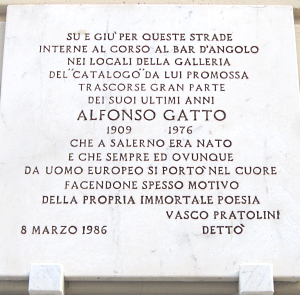 SU E GIÙ PER QUESTE STRADE
INTERNE AL CORSO AL BAR D'ANGOLO
NEI LOCALI DELLA GALLERIA
DEL "CATALOGO" DA LUI PROMOSSA
TRASCORSE GRAN PARTE
DEI SUOI ULTIMI ANNI
ALFONSO GATTO
1909 1976
CHE A SALERNO ERA NATO
E CHE SEMPRE ED OVUNQUE
DA UOMO EUROPEO SI PORTÒ NEL CUORE
FACENDONE SPESSO MOTIVO
DELLA PROPRIA IMMORTALE POESIA
VASCO PRATOLINI
8 MARZO 1986 DETTÒ